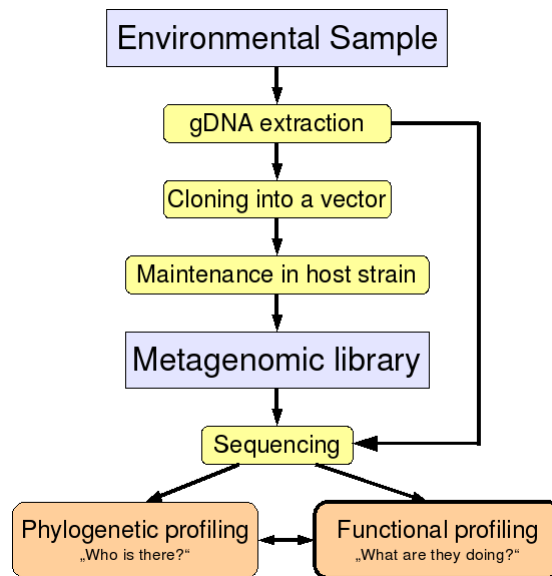 Environmental Sample
gDNA extraction
Cloning into a vector
Maintenance in host strain
Metagenomic library
Sequencing
Phylogenetic profiling
„Who is there?“
Functional profiling
„What are they doing?“